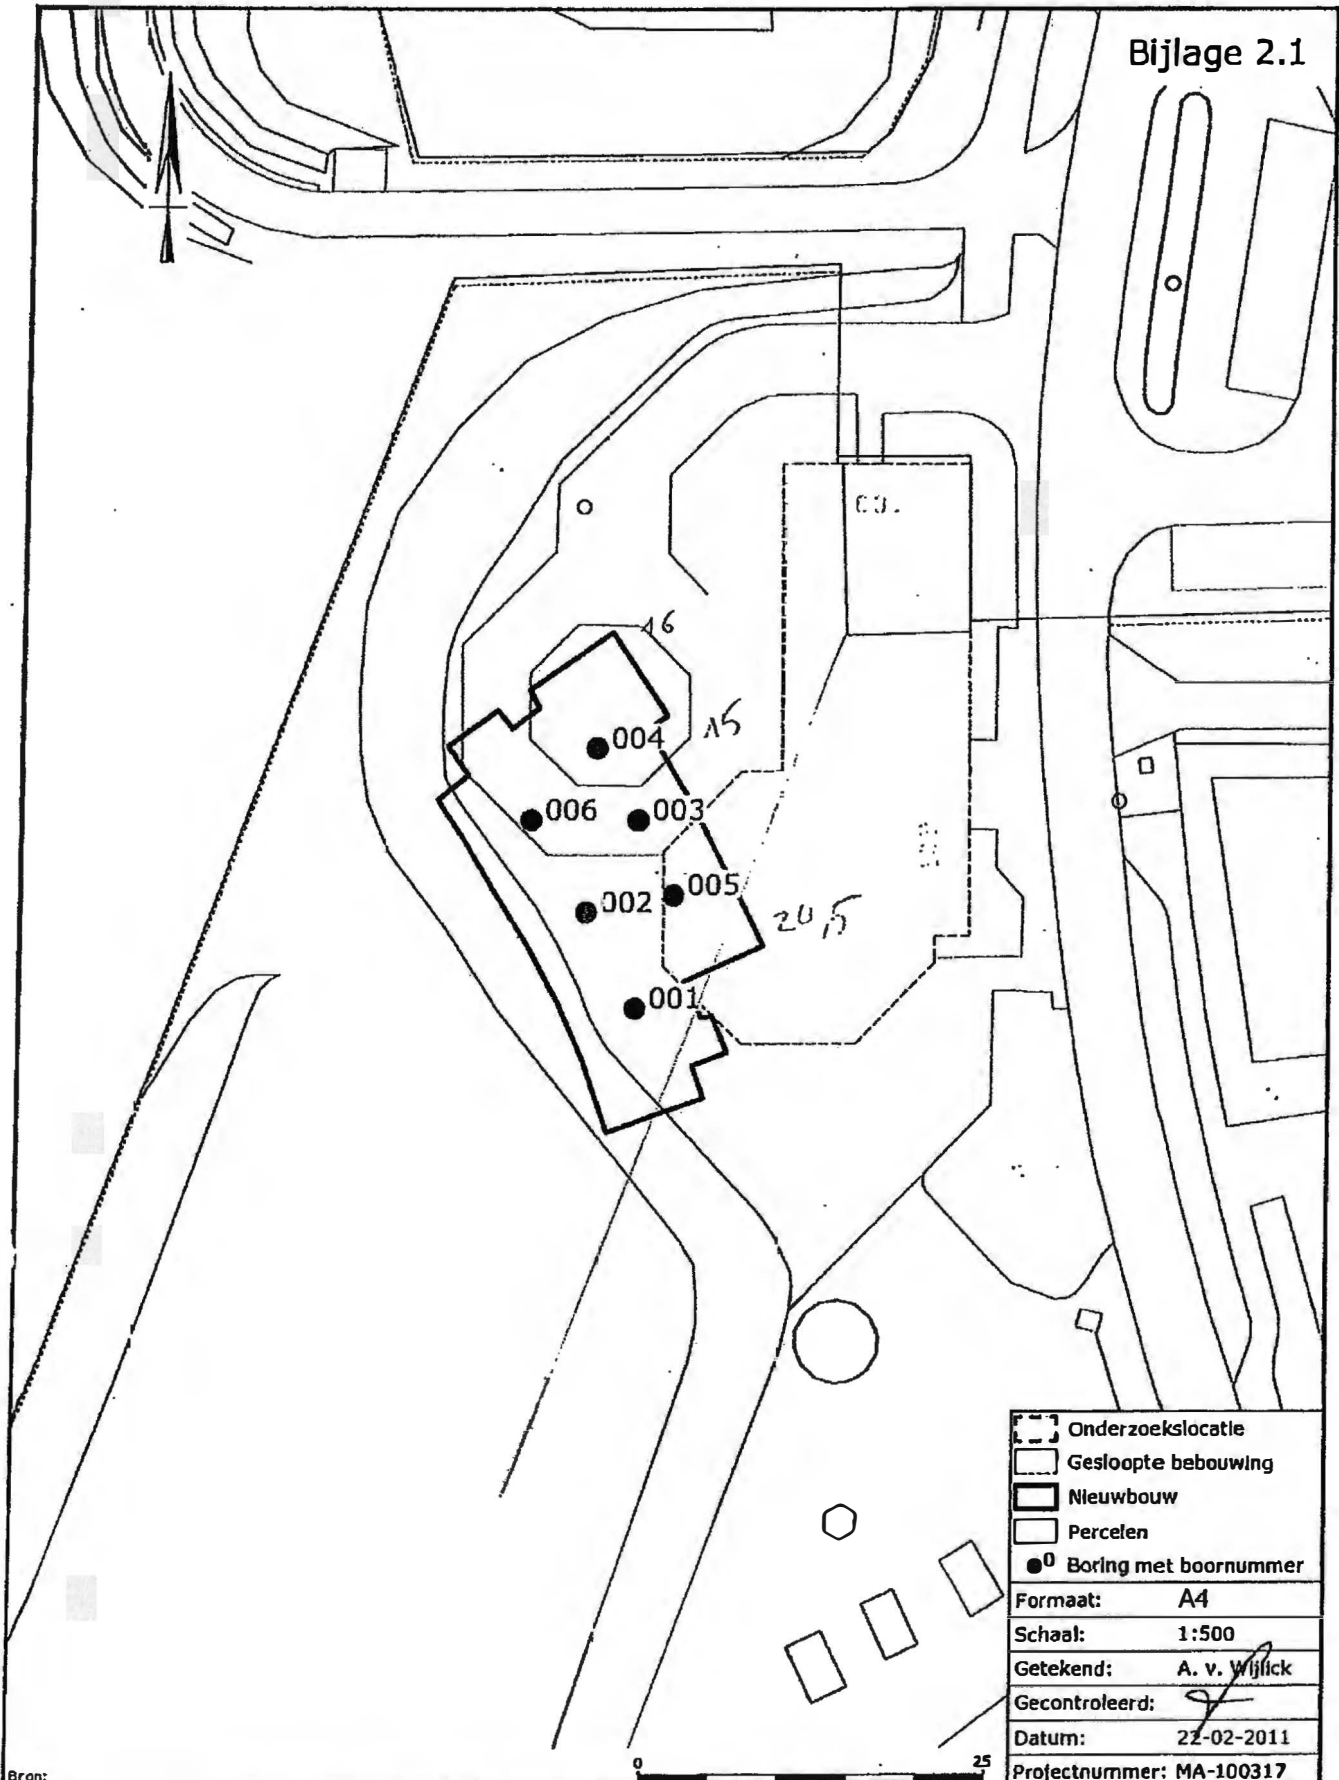 Bijlage 2.1
16
004
15
006
003
005
002
20,5
001
Onderzoekslocatie
Gesloopte bebouwing
Nieuwbouw
Percelen
0 Boring met boornummer
Formaat: A4
Schaal: 1:500
Getekend: A. v. Wijlick
Gecontroleerd:
Datum: 22-02-2011
Projectnummer: MA-100317
Bron:
0 25